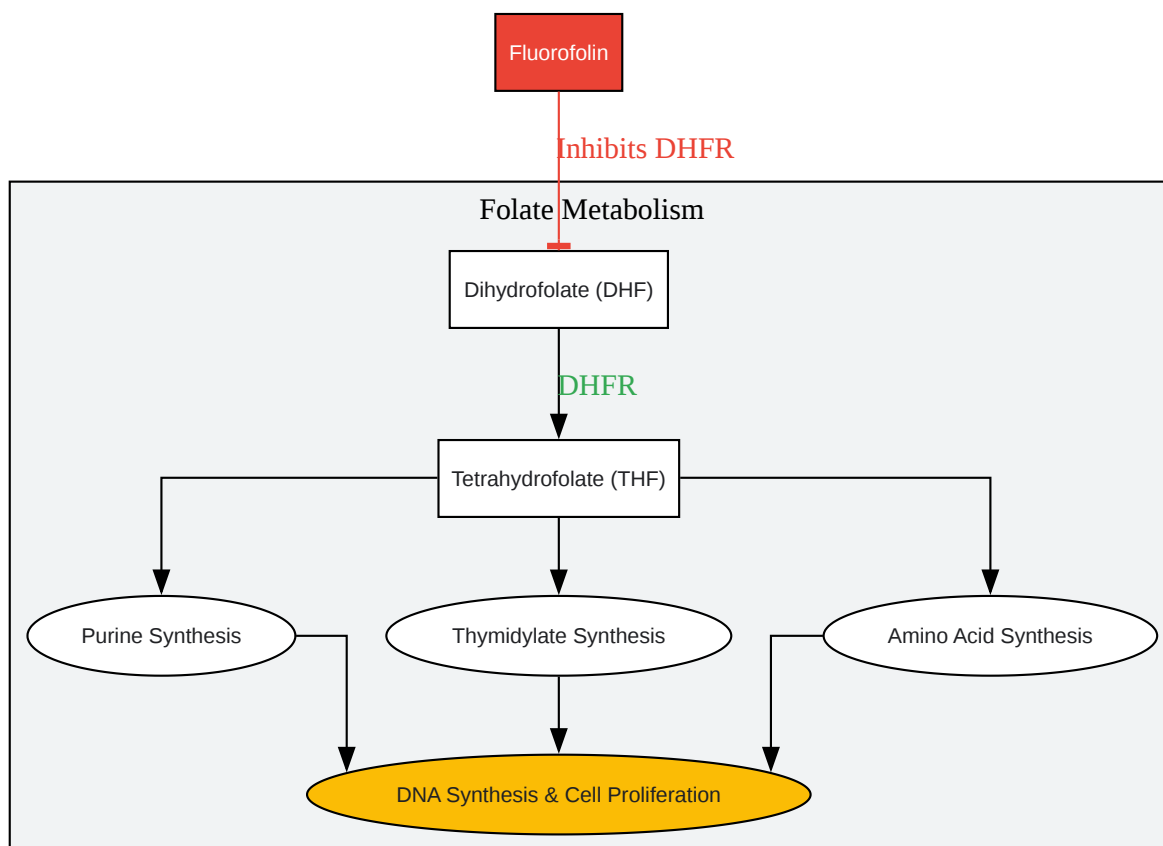 Fluorofolin
Inhibits DHFR
Folate Metabolism
Dihydrofolate (DHF)
DHFR
Tetrahydrofolate (THF)
Purine Synthesis
Thymidylate Synthesis
Amino Acid Synthesis
DNA Synthesis & Cell Proliferation